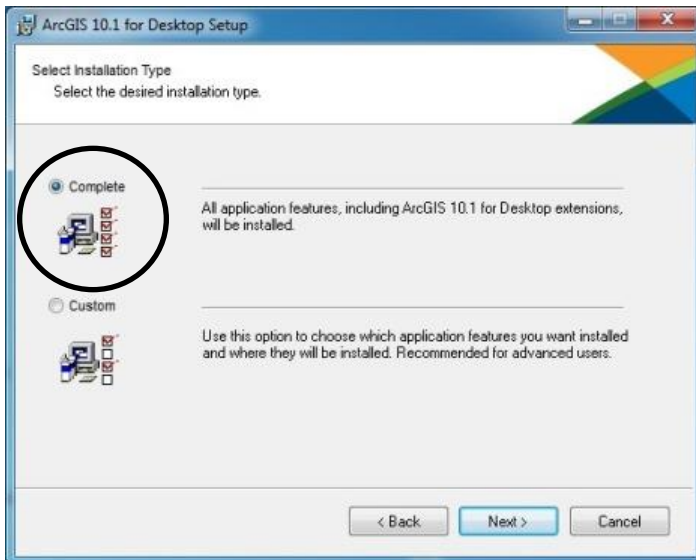 ArcGIS 10.1 for Desktop Setup
Select Installation Type
Select the desired installation type.
Complete
All application features, including ArcGIS 10.1 for Desktop extensions,
will be installed.
Custom
Use this option to choose which application features you want installed
and where they will be installed. Recommended for advanced users.
< Back
Next >
Cancel